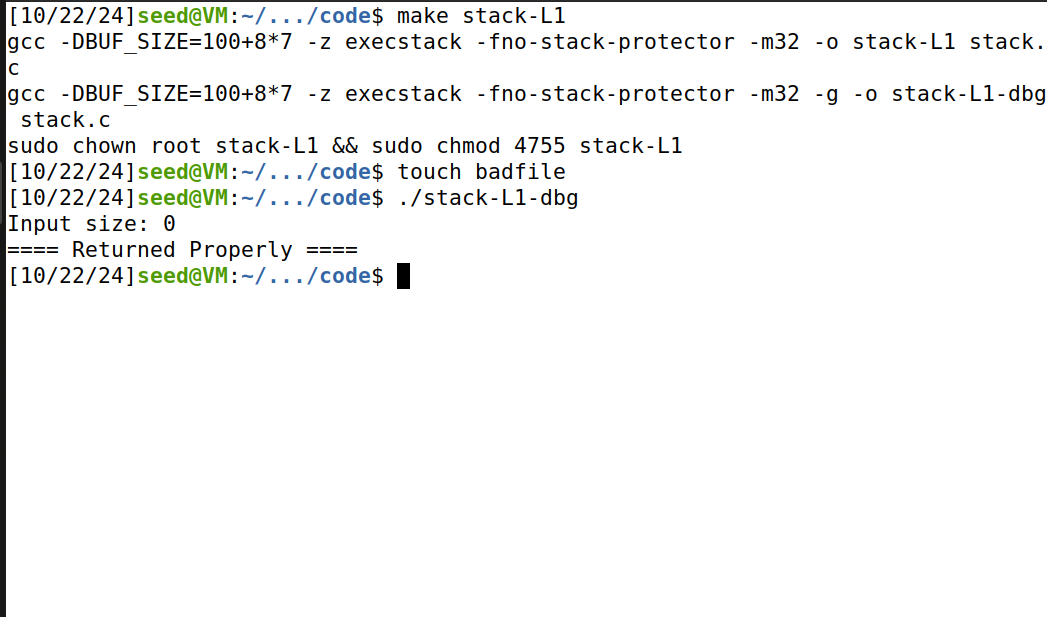 [10/22/24]seed@VM:~/.../code$ make stack-L1
gcc -DBUF_SIZE=100+8*7 -z execstack -fno-stack-protector -m32 -o stack-L1 stack.
c
gcc -DBUF_SIZE=100+8*7 -z execstack -fno-stack-protector -m32 -g -o stack-L1-dbg
 stack.c
sudo chown root stack-L1 && sudo chmod 4755 stack-L1
[10/22/24]seed@VM:~/.../code$ touch badfile
[10/22/24]seed@VM:~/.../code$ ./stack-L1-dbg
Input size: 0
==== Returned Properly ====
[10/22/24]seed@VM:~/.../code$